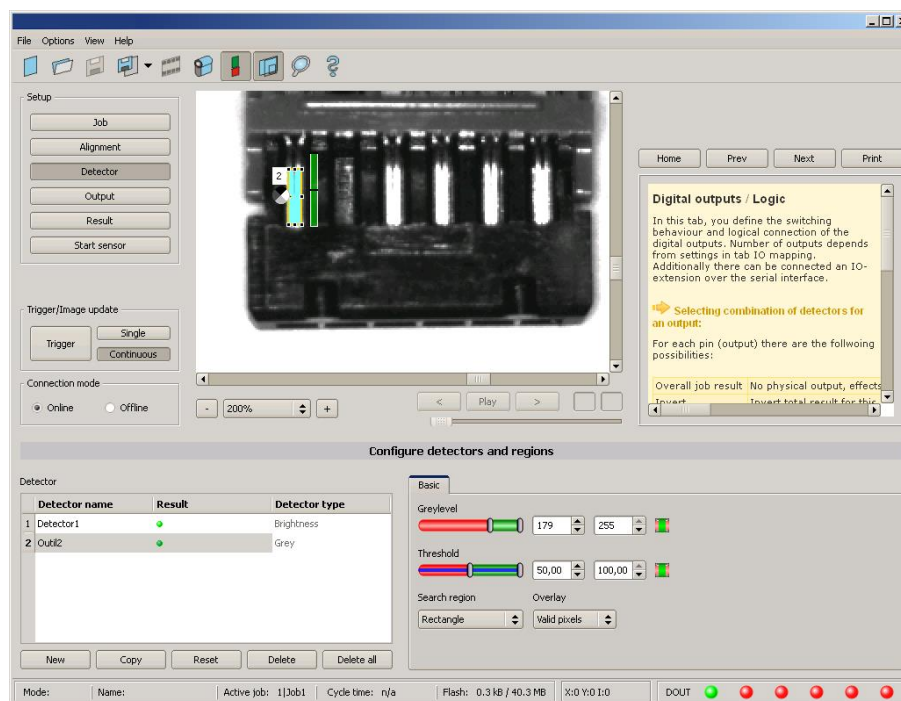 File Options View Help
Setup
Job
Alignment
Detector
Output
Result
Start sensor
Trigger/Image update
Trigger
Single
Continuous
Connection mode
Online Offline
2
- 200% +
< Play >
Home Prev Next Print
Digital outputs / Logic
In this tab, you define the switching
behaviour and logical connection of the
digital outputs. Number of outputs depends
from settings in tab IO mapping.
Additionally there can be connected an IO-
extension over the serial interface.
Selecting combination of detectors for
an output:
For each pin (output) there are the follwoing
possibilities:
Overall job result No physical output, effects
Invert Invert total result for this
Configure detectors and regions
Detector
Detector name Result Detector type
1 Detector1 Brightness
2 Outil2 Grey
New Copy Reset Delete Delete all
Basic
Greylevel
179 255
Threshold
50,00 100,00
Search region Overlay
Rectangle Valid pixels
Mode: Name: Active job: 1|Job1 Cycle time: n/a Flash: 0.3 kB / 40.3 MB X:0 Y:0 I:0 DOUT